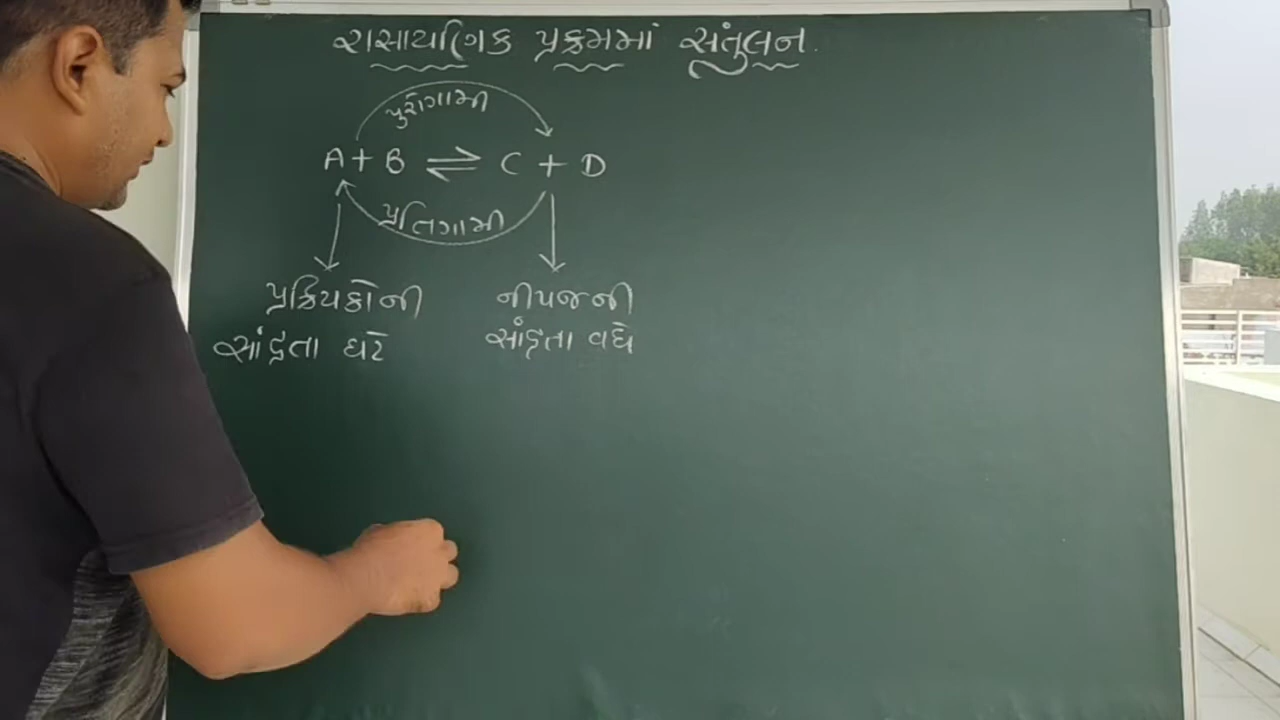 રાસાયણિક પ્રક્રમમાં સંતુલન.
પુરોગામી
A + B ⇌ C + D
પ્રતિગામી
પ્રક્રિયકોની
સાંદ્રતા ઘટે
નીપજની
સાંદ્રતા વધે